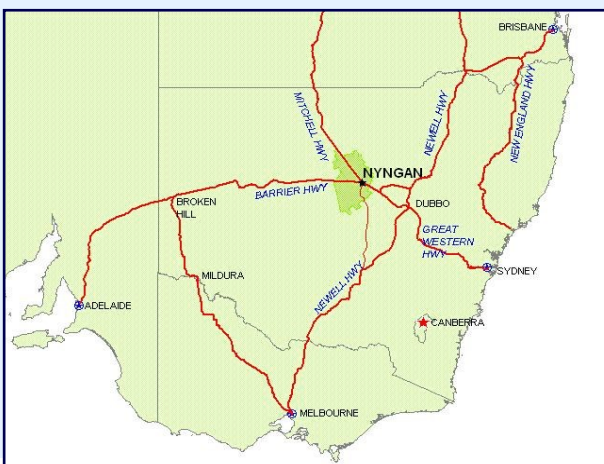 BRISBANE
MITCHELL HWY
NEWELL HWY
NEW ENGLAND HWY
NYNGAN
BARRIER HWY
BROKEN
HILL
DUBBO
GREAT
WESTERN
HWY
MILDURA
NEWELL HWY
SYDNEY
ADELAIDE
CANBERRA
MELBOURNE